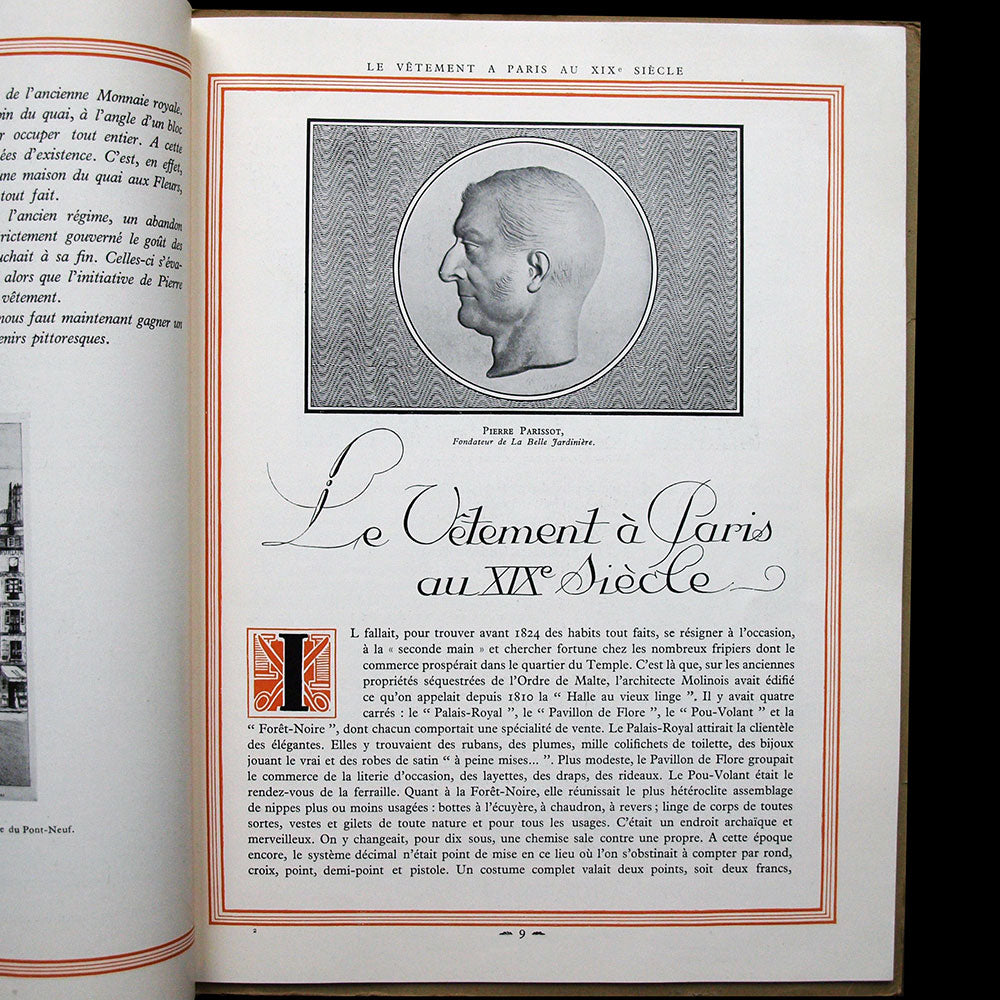 de l'ancienne Monnaie royale.
du quai, à l'angle d'un bloc
occuper tout entier. A cette
d'existence. C'est, en effet,
une maison du quai aux Fleurs,
tout fait.
l'ancien régime, un abandon
gouverné le goût des
à sa fin. Celles-ci s'éva-
alors que l'initiative de Pierre
vêtement.
nous faut maintenant gagner un
pittoresques.
du Pont-Neuf.
LE VÊTEMENT A PARIS AU XIXe SIÈCLE
PIERRE PARISSOT,
Fondateur de La Belle Jardinière.
Le Vêtement à Paris
au XIXe Siècle
IL fallait, pour trouver avant 1824 des habits tout faits, se résigner à l'occasion,
à la « seconde main » et chercher fortune chez les nombreux fripiers dont le
commerce prospérait dans le quartier du Temple. C'est là que, sur les anciennes
propriétés séquestrées de l'Ordre de Malte, l'architecte Molinois avait édifié
ce qu'on appelait depuis 1810 la “ Halle au vieux linge ”. Il y avait quatre
carrés : le “ Palais-Royal ”, le “ Pavillon de Flore ”, le “ Pou-Volant ” et la
“ Forêt-Noire ”, dont chacun comportait une spécialité de vente. Le Palais-Royal attirait la clientèle
des élégantes. Elles y trouvaient des rubans, des plumes, mille colifichets de toilette, des bijoux
jouant le vrai et des robes de satin “ à peine mises... ”. Plus modeste, le Pavillon de Flore groupait
le commerce de la literie d'occasion, des layettes, des draps, des rideaux. Le Pou-Volant était le
rendez-vous de la ferraille. Quant à la Forêt-Noire, elle réunissait le plus hétéroclite assemblage
de nippes plus ou moins usagées : bottes à l'écuyère, à chaudron, à revers ; linge de corps de toutes
sortes, vestes et gilets de toute nature et pour tous les usages. C'était un endroit archaïque et
merveilleux. On y changeait, pour dix sous, une chemise sale contre une propre. A cette époque
encore, le système décimal n'était point de mise en ce lieu où l'on s'obstinait à compter par rond,
croix, point, demi-point et pistole. Un costume complet valait deux points, soit deux francs,
2
9